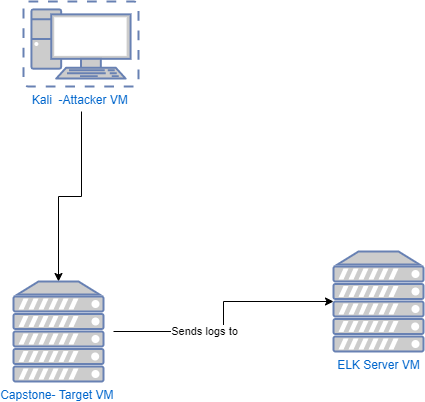 Kali  -Attacker VM
Sends logs to
ELK Server VM
Capstone- Target VM